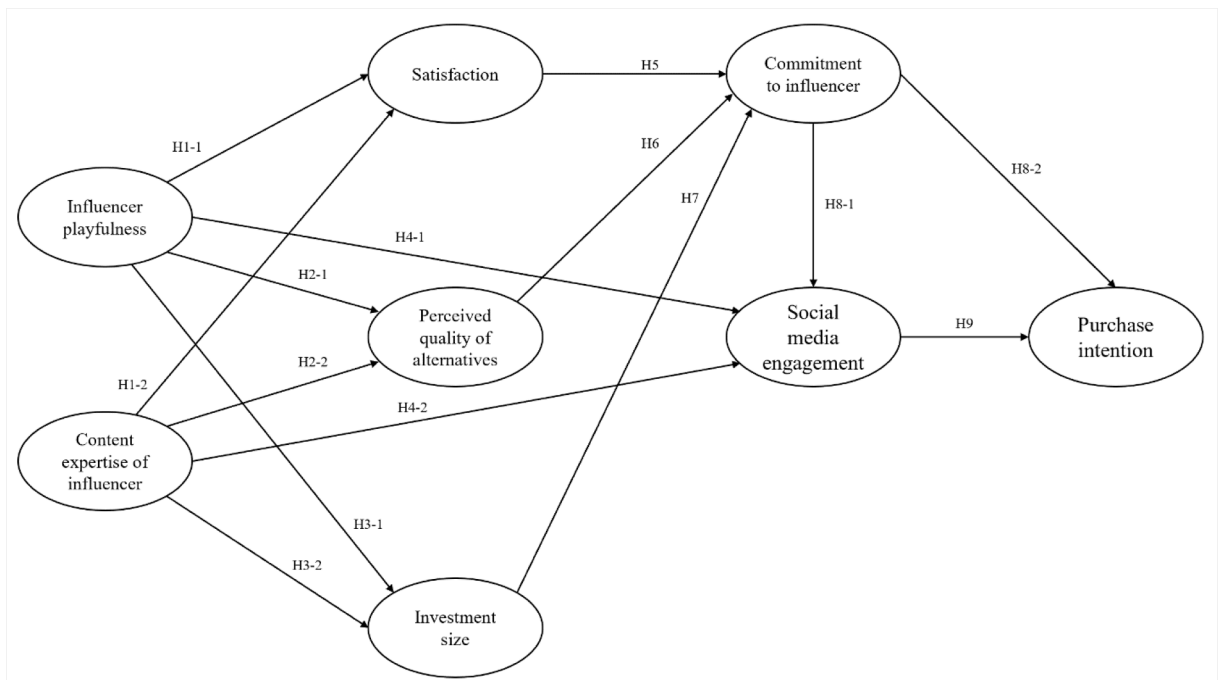 Satisfaction
H5
Commitment
to influencer
H1-1
H6
H8-2
Influencer
playfulness
H7
H8-1
H4-1
H2-1
Perceived
quality of
alternatives
Social
media
engagement
H9
Purchase
intention
H2-2
H1-2
H4-2
Content
expertise of
influencer
H3-1
H3-2
Investment
size